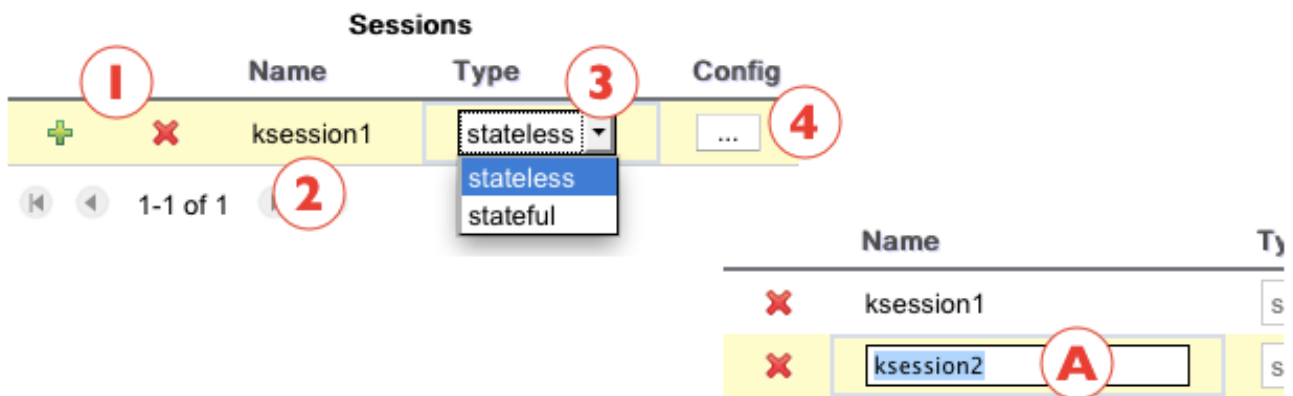 Sessions
Name Type Config
1 3
ksession1 stateless ... 4
stateless
1-1 of 1 2
stateful
Name Ty
ksession1 s
ksession2 A s